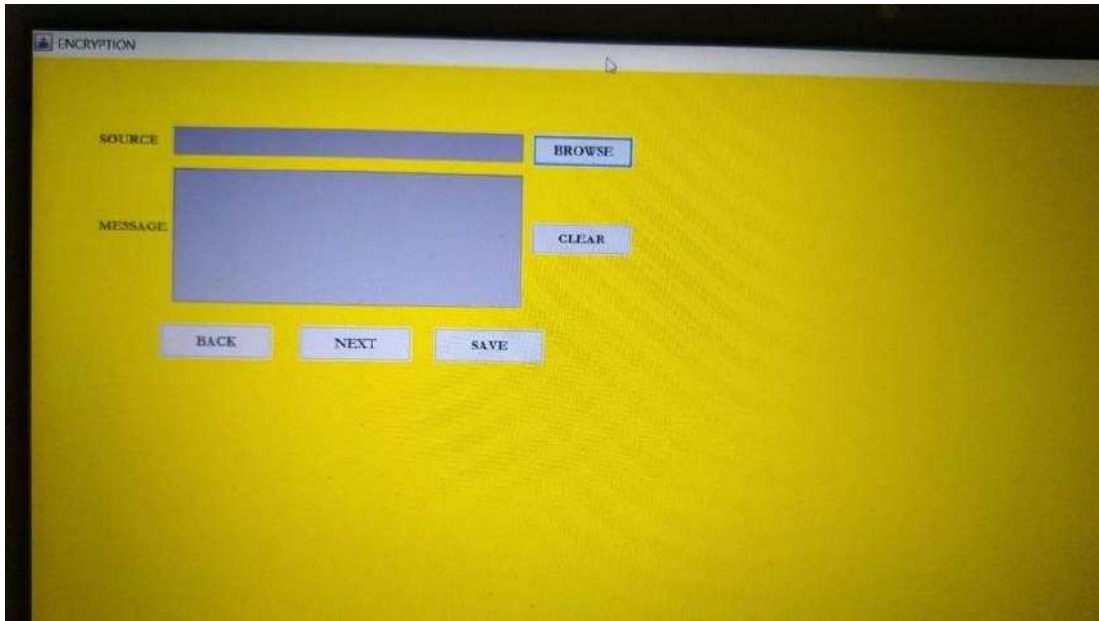 ENCRYPTION
SOURCE
BROWSE
MESSAGE
CLEAR
BACK
NEXT
SAVE